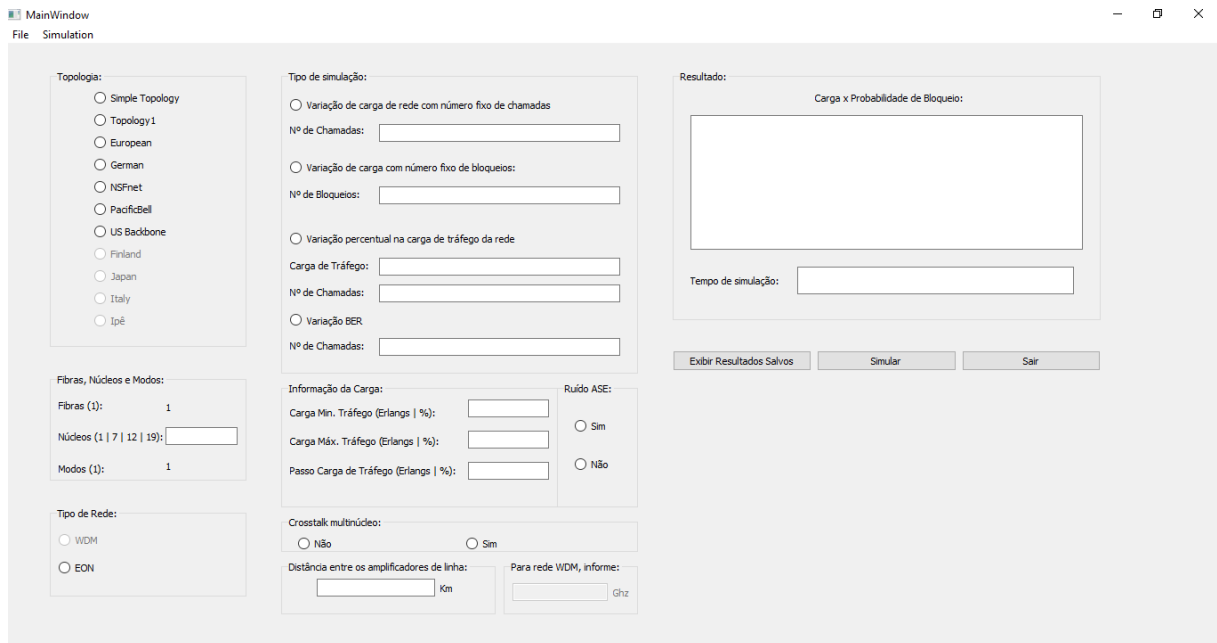 MainWindow
File Simulation
Topologia:
Simple Topology
Topology1
European
German
NSFnet
PacificBell
US Backbone
Finland
Japan
Italy
Ipê
Fibras, Núcleos e Modos:
Fibras (1): 1
Núcleos (1 | 7 | 12 | 19):
Modos (1): 1
Tipo de Rede:
WDM
EON
Tipo de simulação:
Variação de carga de rede com número fixo de chamadas
Nº de Chamadas:
Variação de carga com número fixo de bloqueios:
Nº de Bloqueios:
Variação percentual na carga de tráfego da rede
Carga de Tráfego:
Nº de Chamadas:
Variação BER
Nº de Chamadas:
Informação da Carga:
Carga Min. Tráfego (Erlangs | %):
Carga Máx. Tráfego (Erlangs | %):
Passo Carga de Tráfego (Erlangs | %):
Ruído ASE:
Sim
Não
Crosstalk multinúcleo:
Não Sim
Distância entre os amplificadores de linha:
Km
Para rede WDM, informe:
Ghz
Resultado:
Carga x Probabilidade de Bloqueio:
Tempo de simulação:
Exibir Resultados Salvos Simular Sair